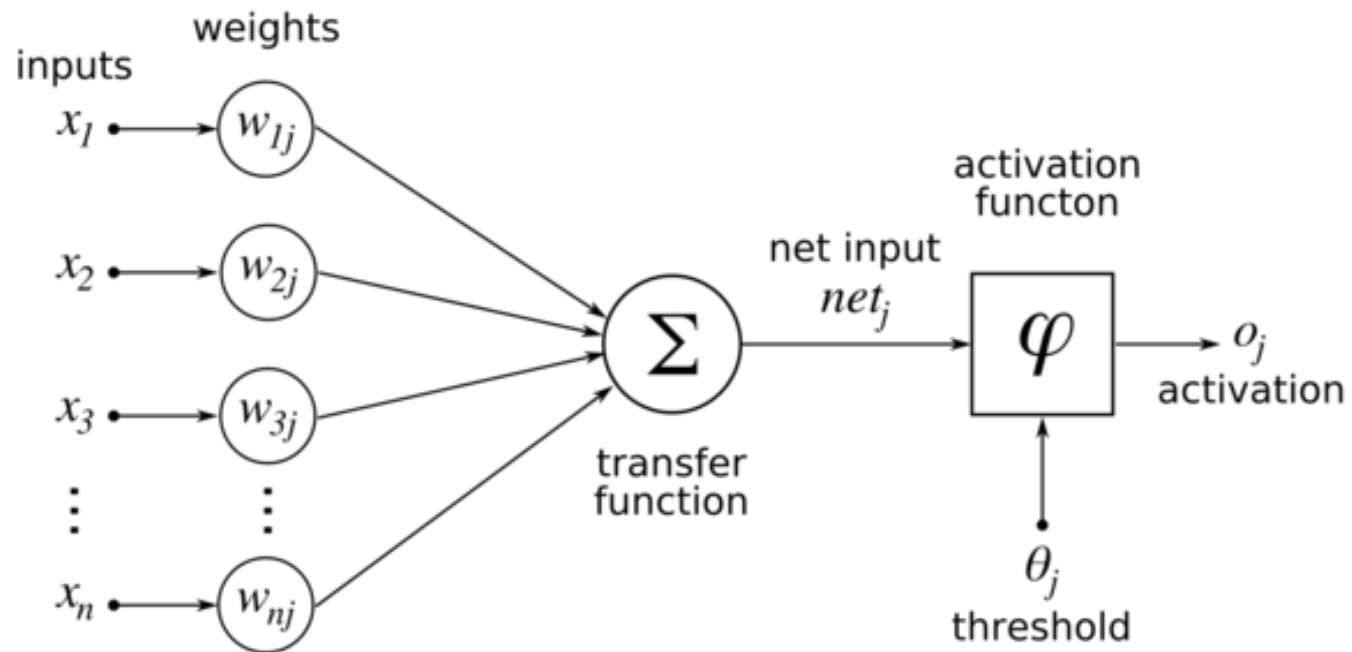 weights
inputs
x1
w1j
x2
w2j
x3
w3j
⋮
⋮
xn
wnj
Σ
transfer
function
net input
netj
activation
functon
φ
oj
activation
θj
threshold